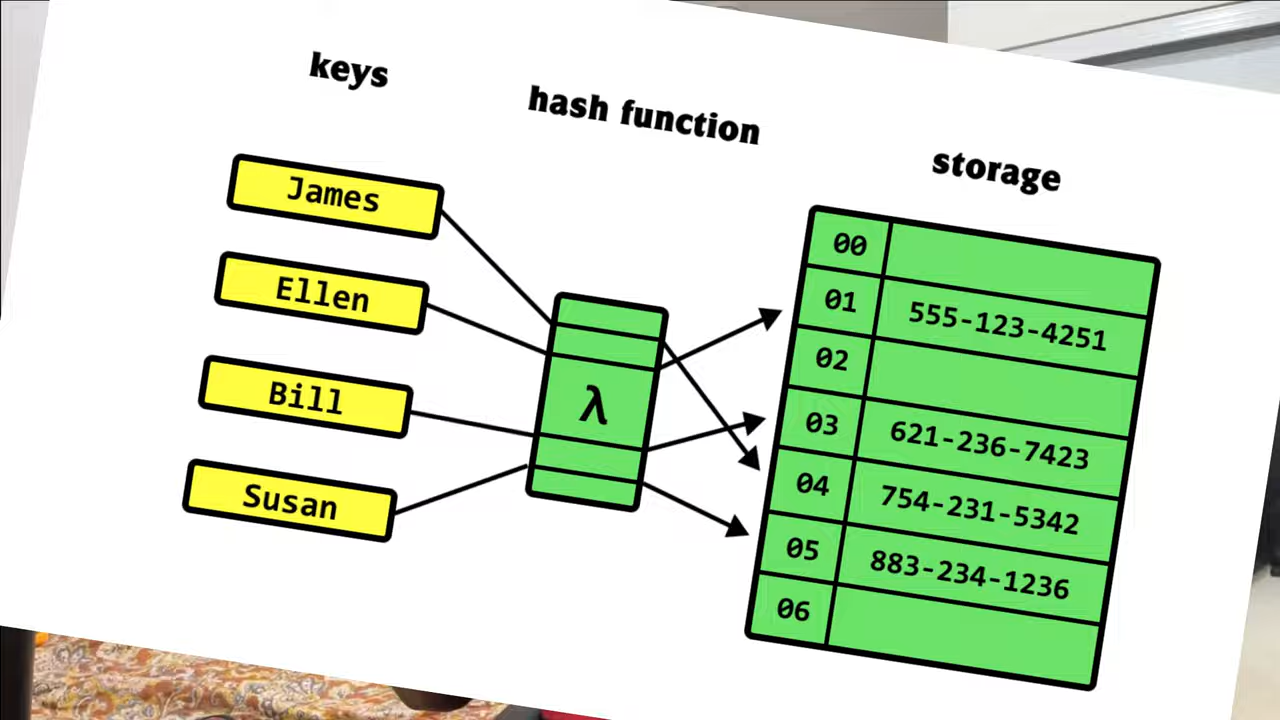 keys
hash function
storage
James
Ellen
Bill
Susan
λ
00
01 555-123-4251
02
03 621-236-7423
04 754-231-5342
05 883-234-1236
06